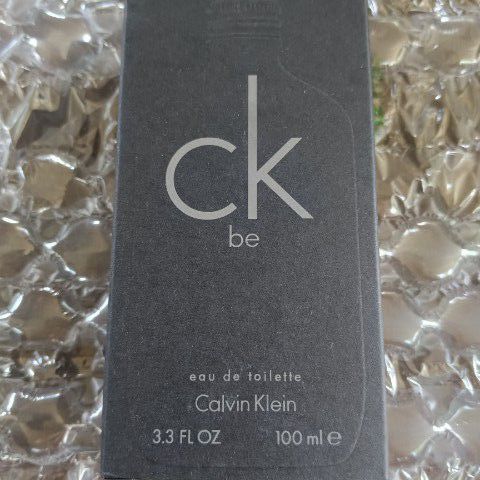 ck
be
eau de toilette
Calvin Klein
3.3 FL OZ 100 ml ℮